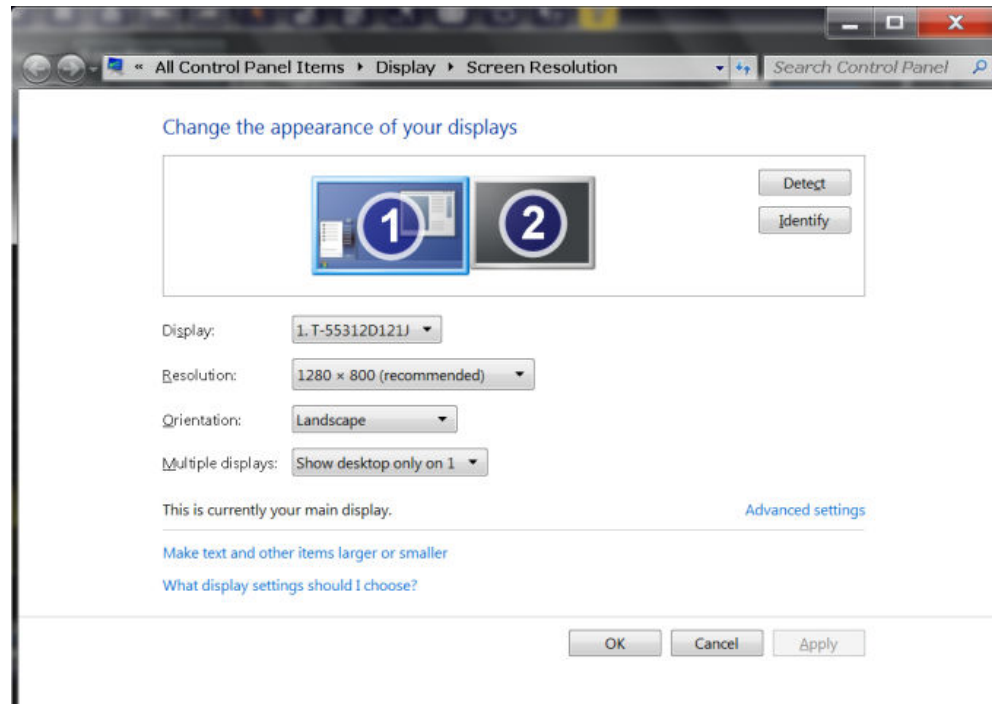 « All Control Panel Items ▸ Display ▸ Screen Resolution Search Control Panel
Change the appearance of your displays
1 2
Detect
Identify
Display: 1. T-55312D121J
Resolution: 1280 × 800 (recommended)
Orientation: Landscape
Multiple displays: Show desktop only on 1
This is currently your main display. Advanced settings
Make text and other items larger or smaller
What display settings should I choose?
OK Cancel Apply